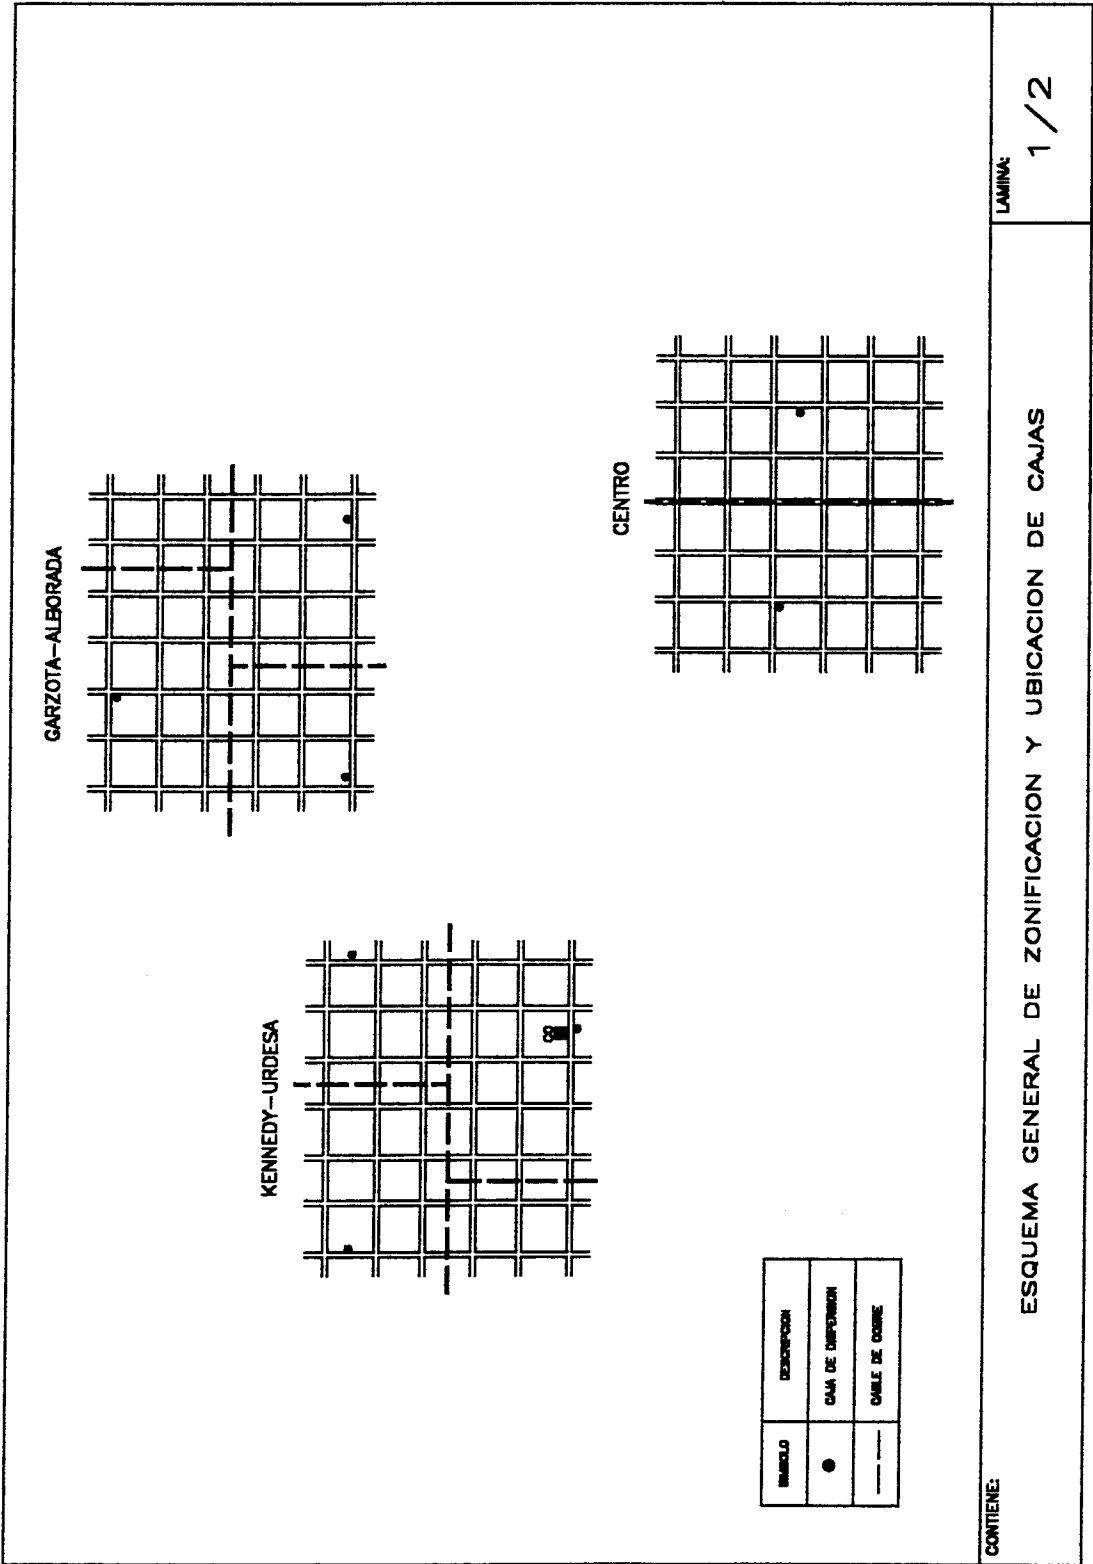 GARZOTA-ALBORADA
KENNEDY-URDESA
CENTRO
SIMBOLO
DESCRIPCION
CAJA DE DISPERSION
CABLE DE COBRE
CONTIENE:
ESQUEMA GENERAL DE ZONIFICACION Y UBICACION DE CAJAS
LAMINA:
1/2